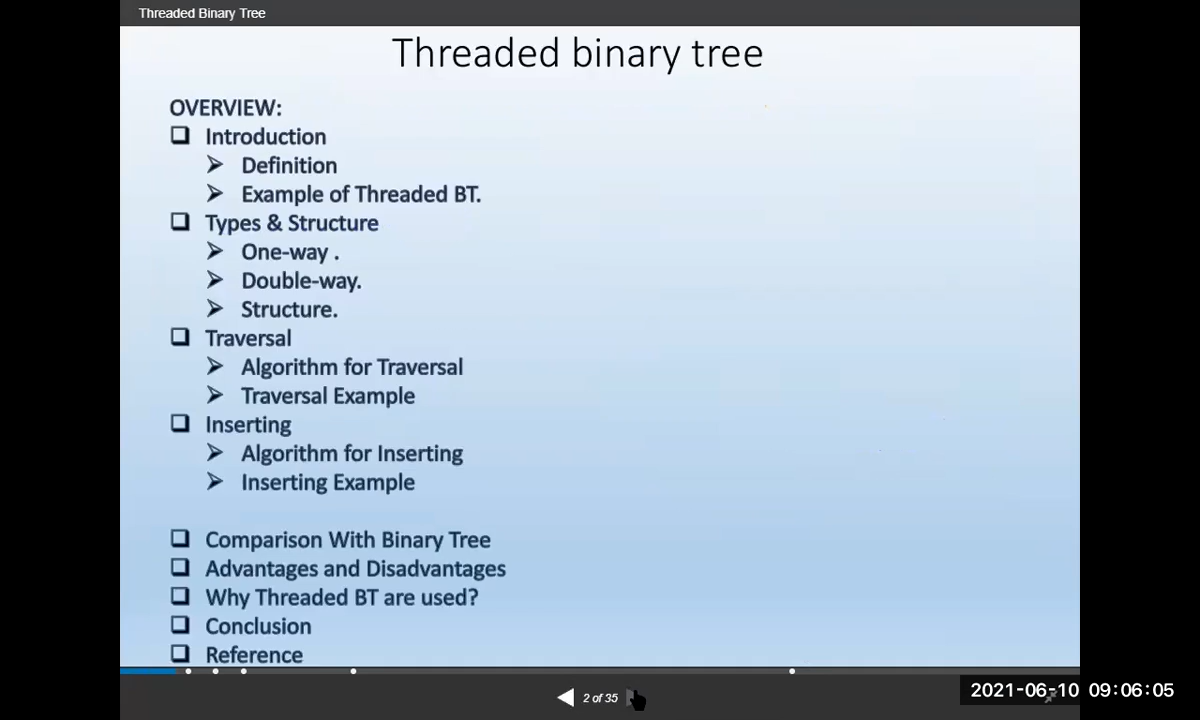 Threaded Binary Tree
Threaded binary tree
OVERVIEW:
Introduction
Definition
Example of Threaded BT.
Types & Structure
One-way .
Double-way.
Structure.
Traversal
Algorithm for Traversal
Traversal Example
Inserting
Algorithm for Inserting
Inserting Example
Comparison With Binary Tree
Advantages and Disadvantages
Why Threaded BT are used?
Conclusion
Reference
2 of 35
2021-06-10 09:06:05